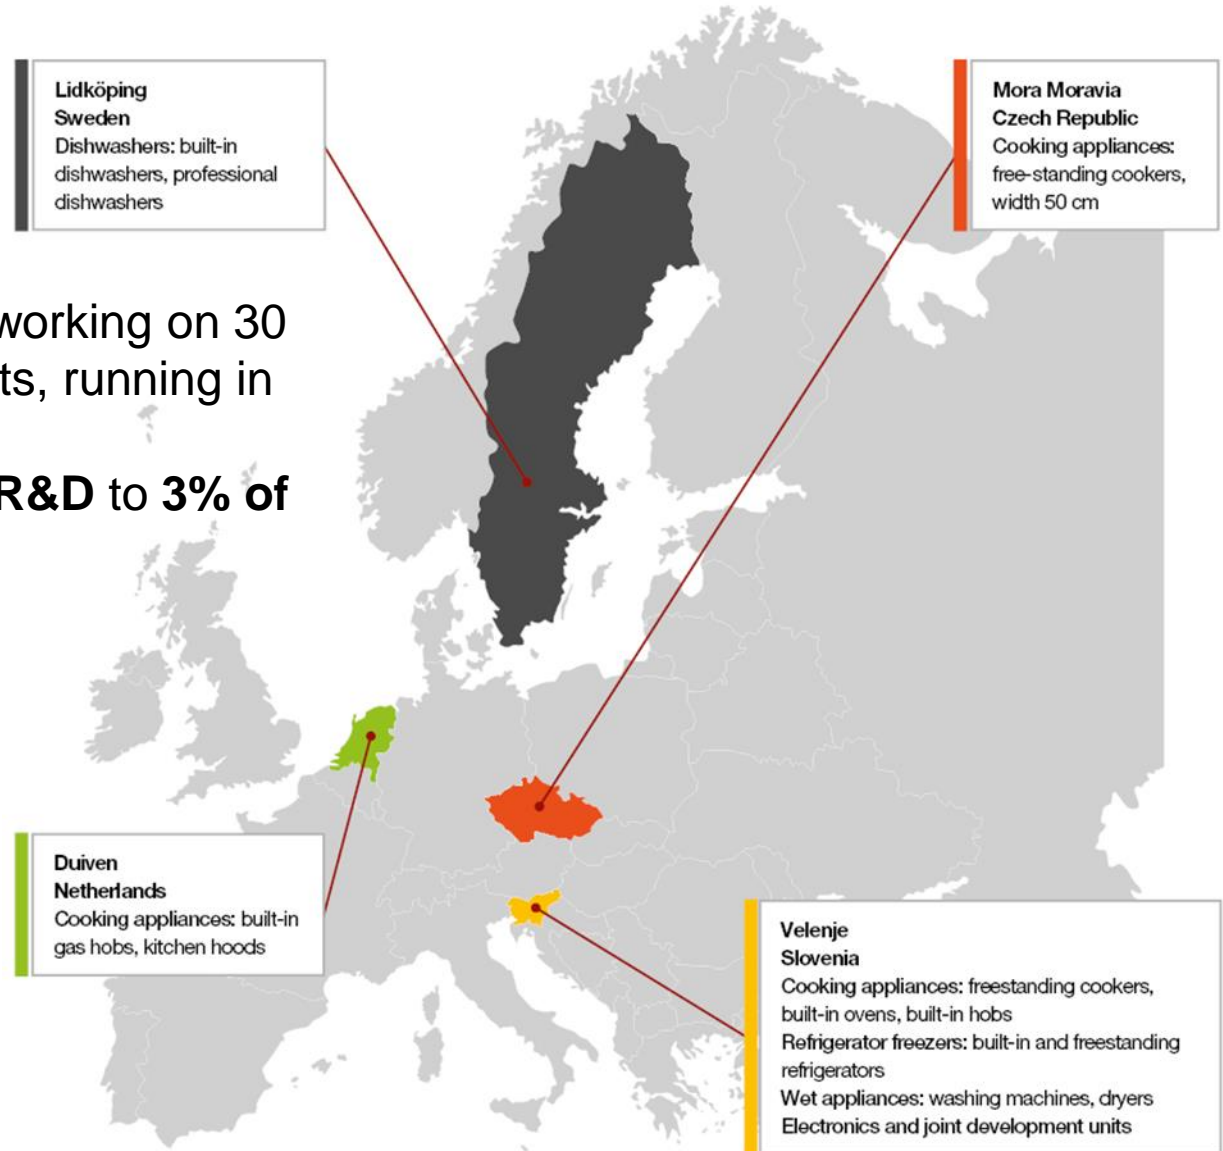 Lidköping
Sweden
Dishwashers: built-in
dishwashers, professional
dishwashers
Mora Moravia
Czech Republic
Cooking appliances:
free-standing cookers,
width 50 cm
working on 30
ts, running in
R&D to 3% of
Duiven
Netherlands
Cooking appliances: built-in
gas hobs, kitchen hoods
Velenje
Slovenia
Cooking appliances: freestanding cookers,
built-in ovens, built-in hobs
Refrigerator freezers: built-in and freestanding
refrigerators
Wet appliances: washing machines, dryers
Electronics and joint development units